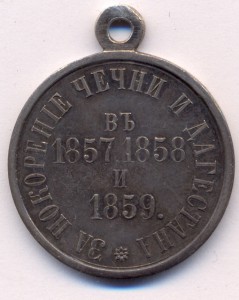 ЗА ПОКОРЕНІЕ ЧЕЧНИ И ДАГЕСТАНА
ВЪ
1857, 1858
И
1859.